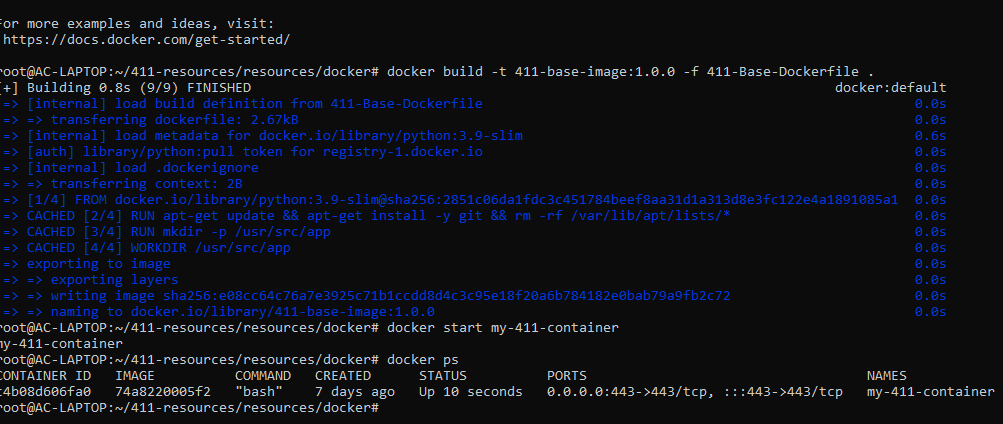 For more examples and ideas, visit:
https://docs.docker.com/get-started/
root@AC-LAPTOP:~/411-resources/resources/docker# docker build -t 411-base-image:1.0.0 -f 411-Base-Dockerfile .
[+] Building 0.8s (9/9) FINISHED docker:default
=> [internal] load build definition from 411-Base-Dockerfile 0.0s
=> => transferring dockerfile: 2.67kB 0.0s
=> [internal] load metadata for docker.io/library/python:3.9-slim 0.6s
=> [auth] library/python:pull token for registry-1.docker.io 0.0s
=> [internal] load .dockerignore 0.0s
=> => transferring context: 2B 0.0s
=> [1/4] FROM docker.io/library/python:3.9-slim@sha256:2851c06da1fdc3c451784beef8aa31d1a313d8e3fc122e4a1891085a1 0.0s
=> CACHED [2/4] RUN apt-get update && apt-get install -y git && rm -rf /var/lib/apt/lists/* 0.0s
=> CACHED [3/4] RUN mkdir -p /usr/src/app 0.0s
=> CACHED [4/4] WORKDIR /usr/src/app 0.0s
=> exporting to image 0.0s
=> => exporting layers 0.0s
=> => writing image sha256:e08cc64c76a7e3925c71b1ccdd8d4c3c95e18f20a6b784182e0bab79a9fb2c72 0.0s
=> => naming to docker.io/library/411-base-image:1.0.0 0.0s
root@AC-LAPTOP:~/411-resources/resources/docker# docker start my-411-container
my-411-container
root@AC-LAPTOP:~/411-resources/resources/docker# docker ps
CONTAINER ID IMAGE COMMAND CREATED STATUS PORTS NAMES
c4b08d606fa0 74a8220005f2 "bash" 7 days ago Up 10 seconds 0.0.0.0:443->443/tcp, :::443->443/tcp my-411-container
root@AC-LAPTOP:~/411-resources/resources/docker#